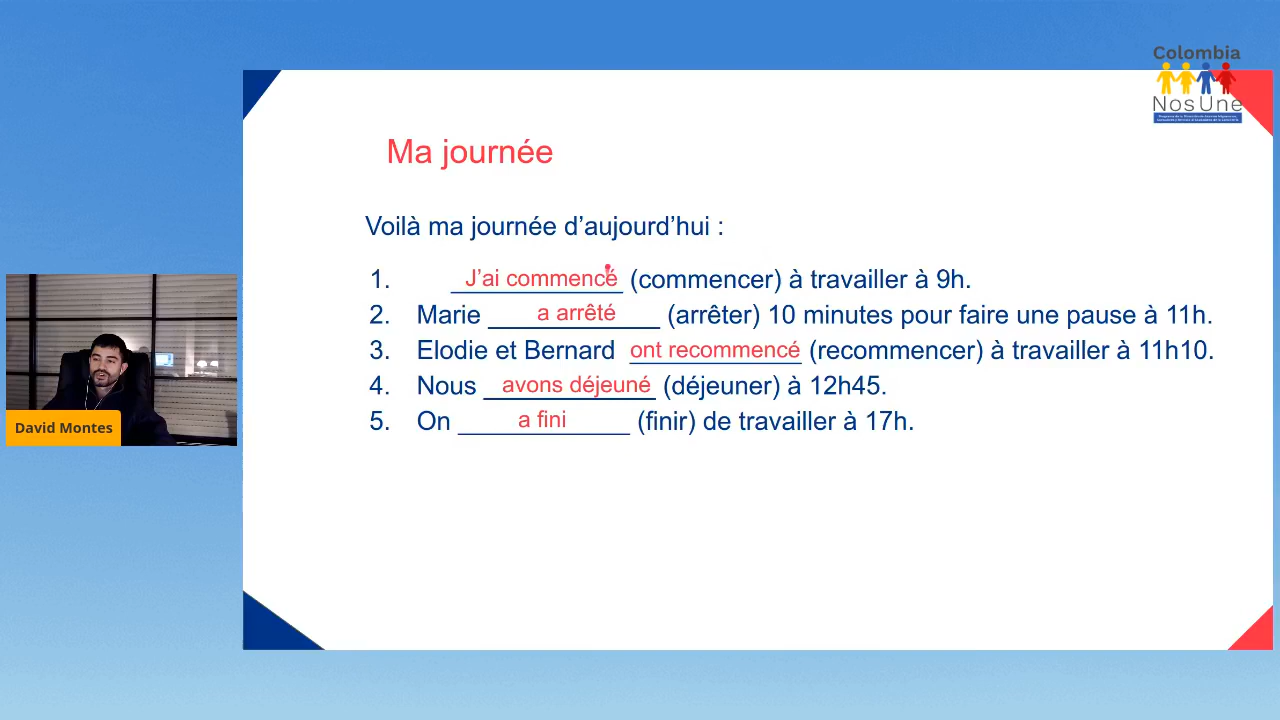 Colombia
NosUne
Ma journée
Voilà ma journée d'aujourd'hui :
1. J'ai commencé (commencer) à travailler à 9h.
2. Marie a arrêté (arrêter) 10 minutes pour faire une pause à 11h.
3. Elodie et Bernard ont recommencé (recommencer) à travailler à 11h10.
4. Nous avons déjeuné (déjeuner) à 12h45.
5. On a fini (finir) de travailler à 17h.
David Montes